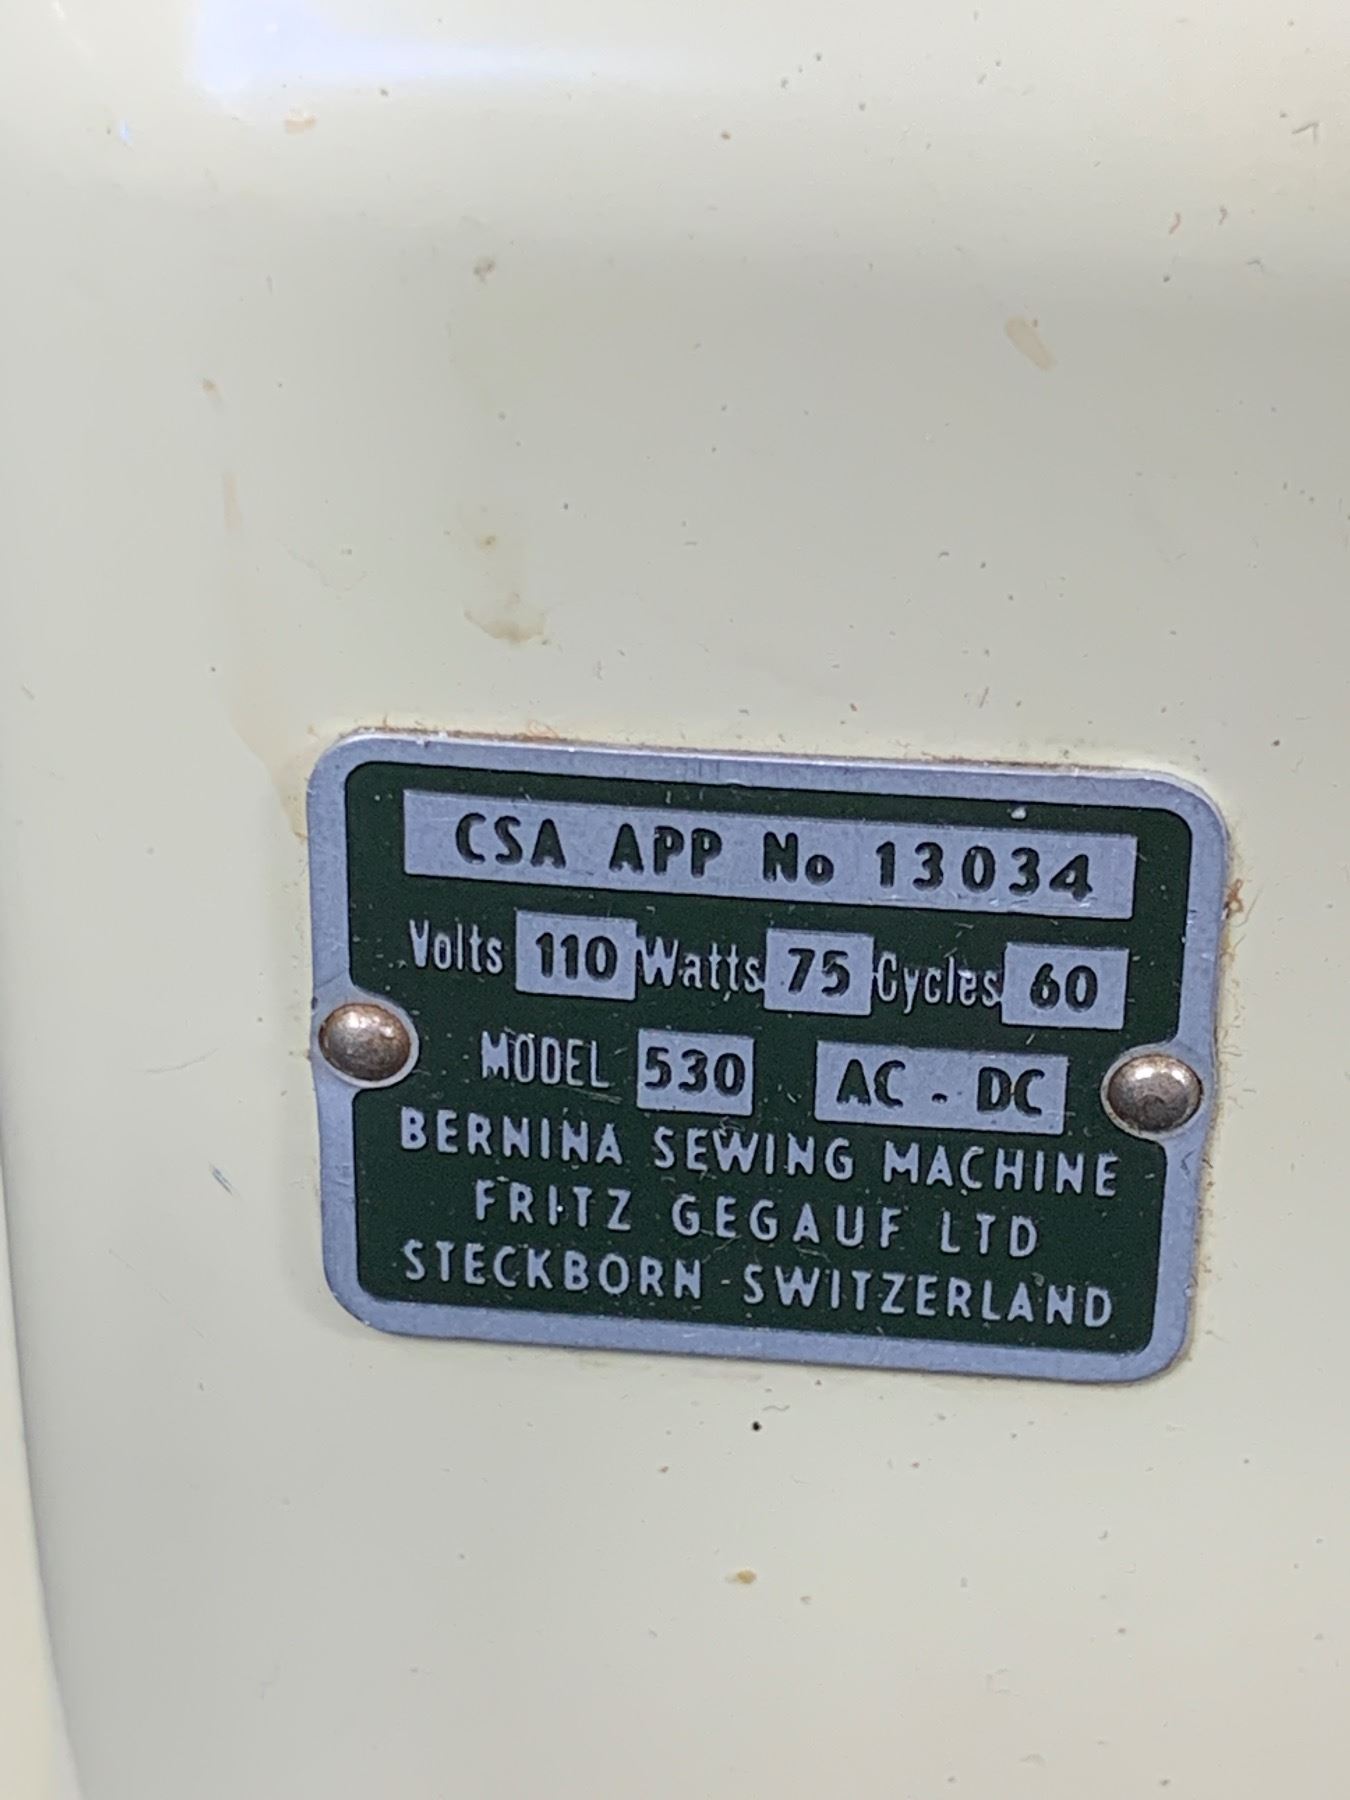 CSA APP No 13034
Volts 110 Watts 75 Cycles 60
MODEL 530 AC - DC
BERNINA SEWING MACHINE
FRITZ GEGAUF LTD
STECKBORN - SWITZERLAND